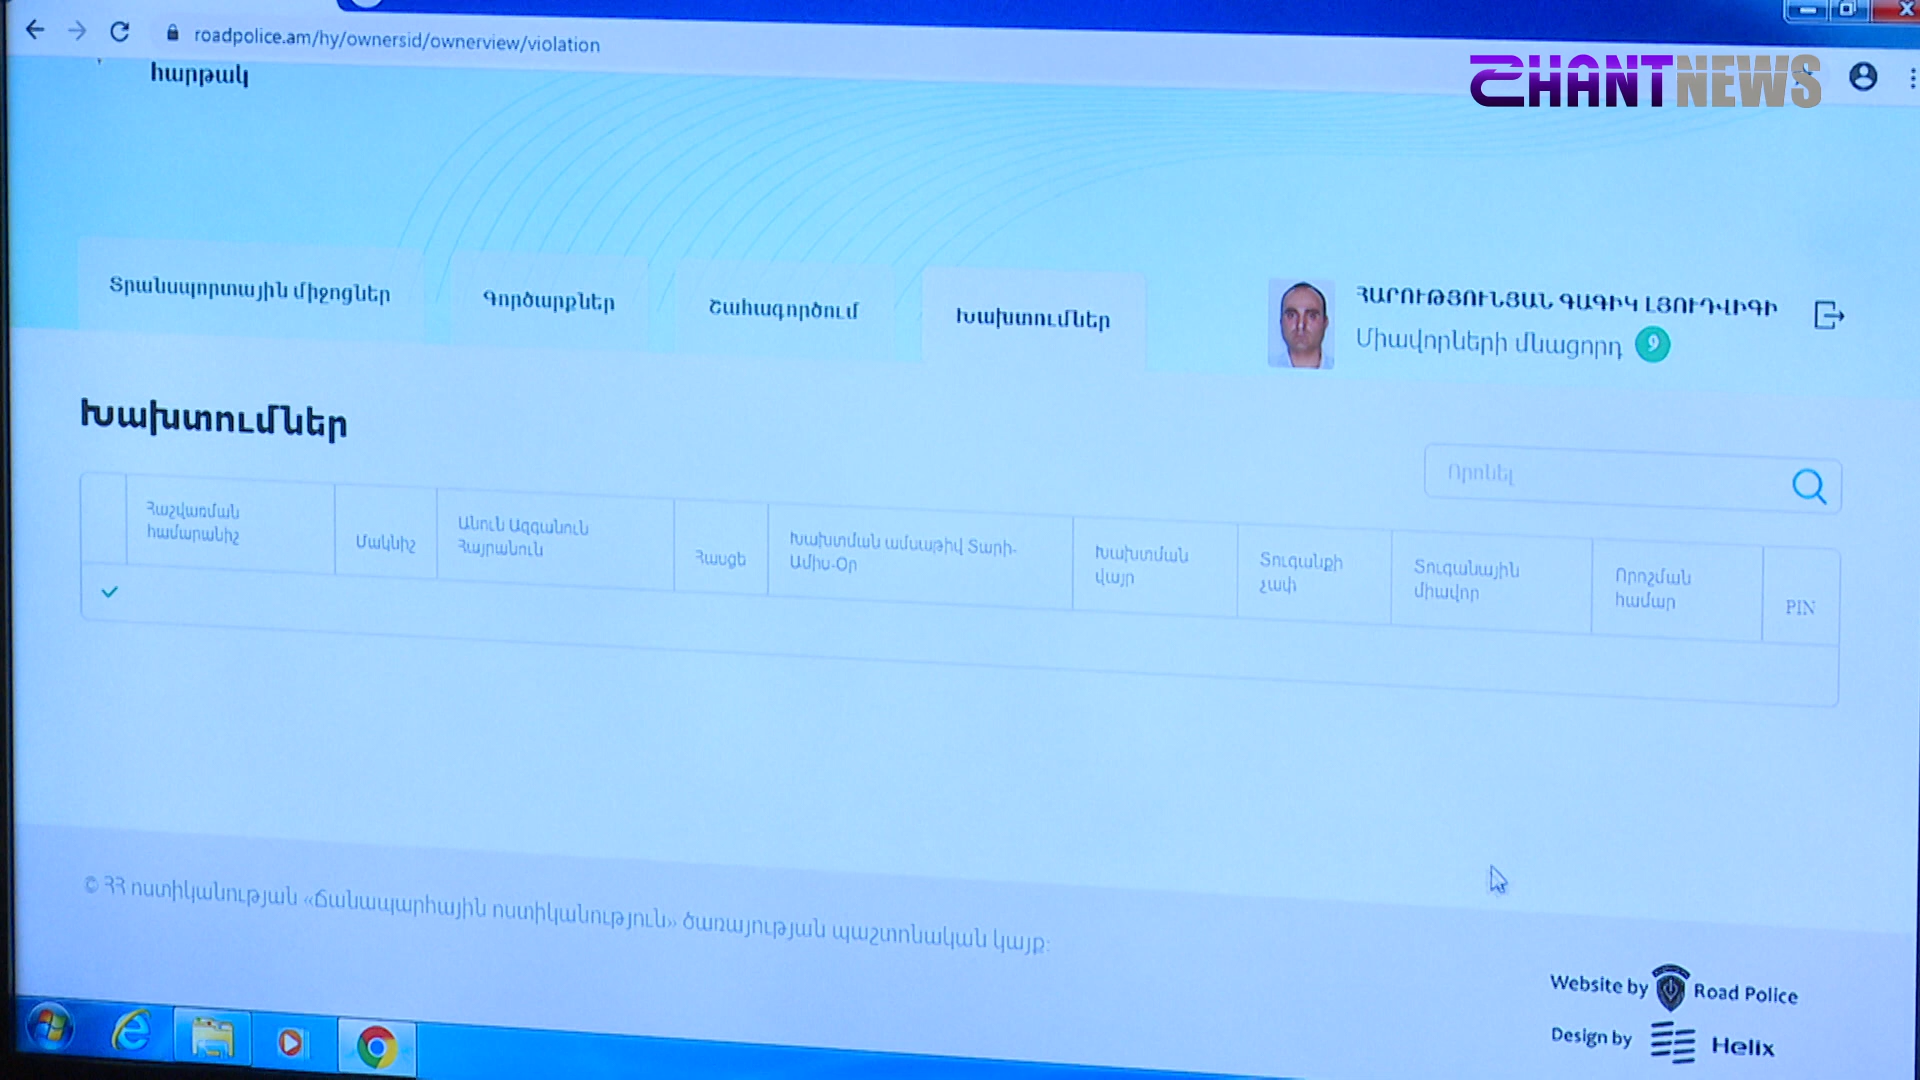 roadpolice.am/hy/ownersid/ownerview/violation
SHANTNEWS
հարթակ
Տրանսպորտային միջոցներ
Գործարքներ
Շահագործում
Խախտումներ
ՀԱՐՈՒԹՅՈՒՆՅԱՆ ԳԱԳԻԿ ԼՅՈՒԴՎԻԳԻ
Միավորների մնացորդ 9
Խախտումներ
Որոնել
Հաշվառման
համարանիշ
Մակնիշ
Անուն Ազգանուն
Հայրանուն
Հասցե
Խախտման ամսաթիվ Տարի-
Ամիս-Օր
Խախտման
վայր
Տուգանքի
չափ
Տուգանային
միավոր
Որոշման
համար
PIN
© ՀՀ ոստիկանության «Ճանապարհային ոստիկանություն» ծառայության պաշտոնական կայք:
Website by Road Police
Design by Helix